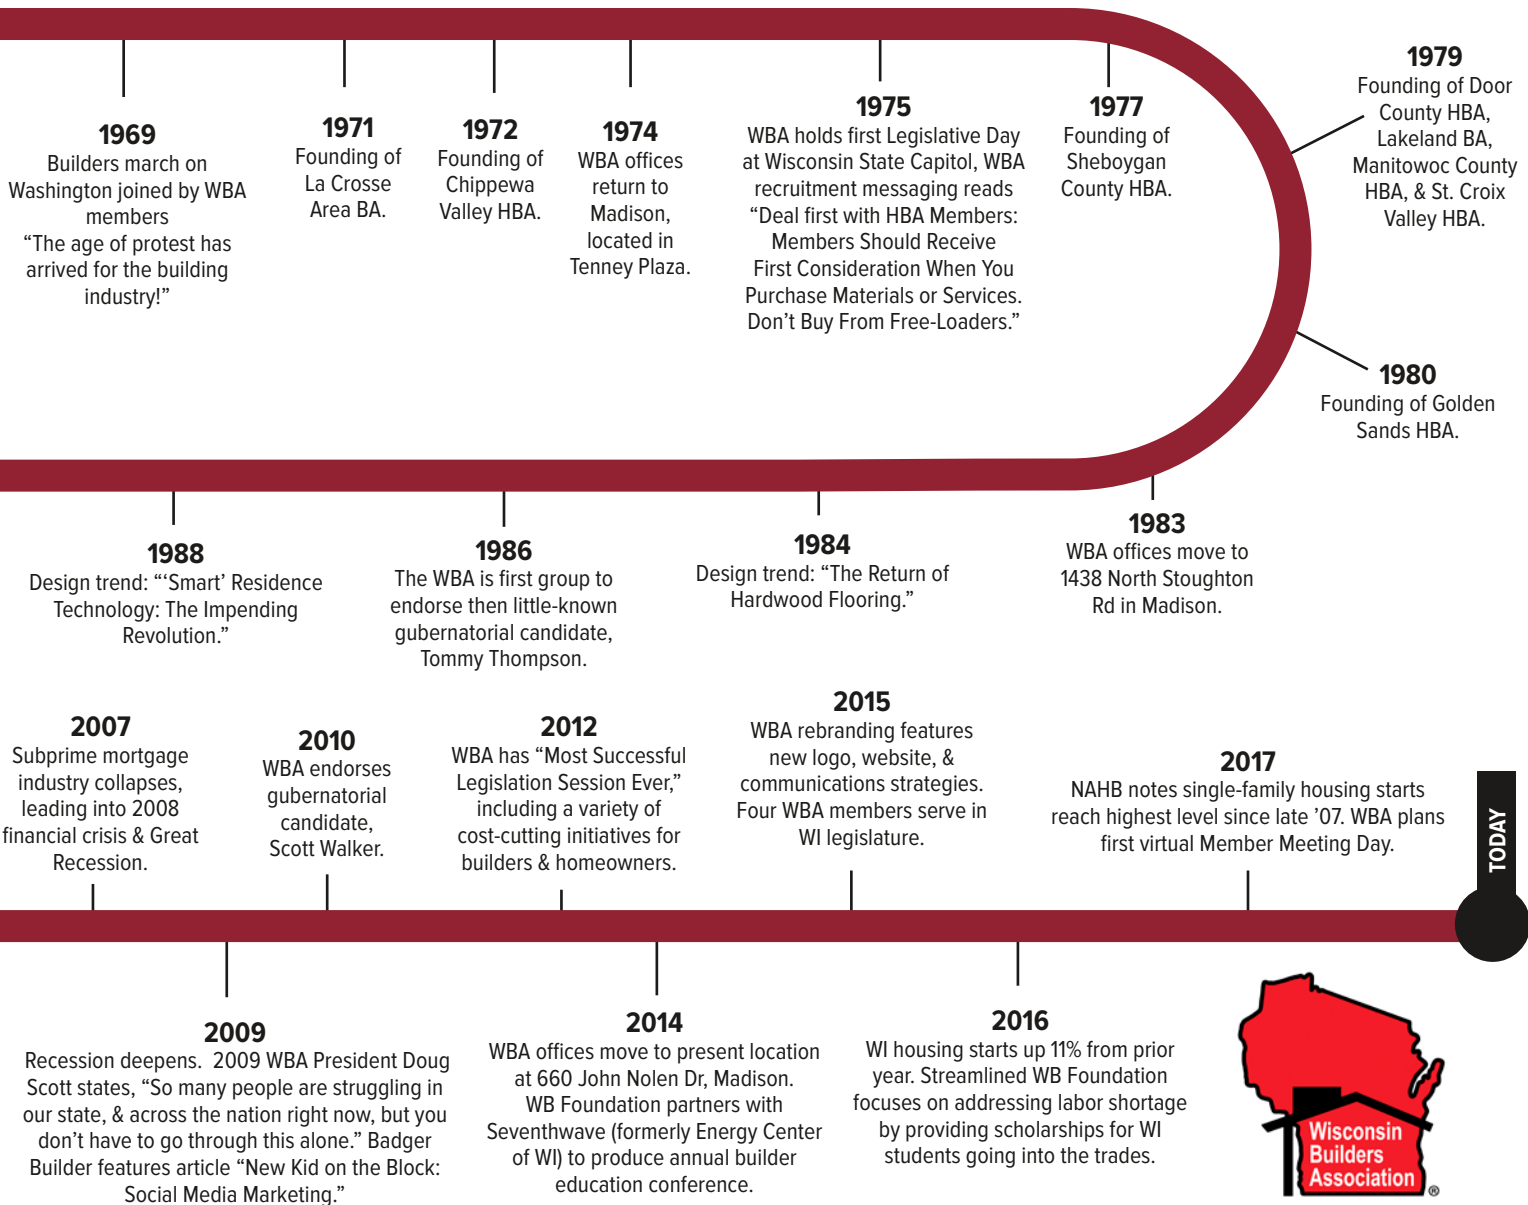 1969
Builders march on
Washington joined by WBA
members
“The age of protest has
arrived for the building
industry!”
1971
Founding of
La Crosse
Area BA.
1972
Founding of
Chippewa
Valley HBA.
1974
WBA offices
return to
Madison,
located in
Tenney Plaza.
1975
WBA holds first Legislative Day
at Wisconsin State Capitol, WBA
recruitment messaging reads
“Deal first with HBA Members:
Members Should Receive
First Consideration When You
Purchase Materials or Services.
Don’t Buy From Free-Loaders.”
1977
Founding of
Sheboygan
County HBA.
1979
Founding of Door
County HBA,
Lakeland BA,
Manitowoc County
HBA, & St. Croix
Valley HBA.
1980
Founding of Golden
Sands HBA.
1983
WBA offices move to
1438 North Stoughton
Rd in Madison.
1984
Design trend: “The Return of
Hardwood Flooring.”
1986
The WBA is first group to
endorse then little-known
gubernatorial candidate,
Tommy Thompson.
1988
Design trend: “‘Smart’ Residence
Technology: The Impending
Revolution.”
2007
Subprime mortgage
industry collapses,
leading into 2008
financial crisis & Great
Recession.
2009
Recession deepens.  2009 WBA President Doug
Scott states, “So many people are struggling in
our state, & across the nation right now, but you
don’t have to go through this alone.” Badger
Builder features article “New Kid on the Block:
Social Media Marketing.”
2010
WBA endorses
gubernatorial
candidate,
Scott Walker.
2012
WBA has “Most Successful
Legislation Session Ever,”
including a variety of
cost-cutting initiatives for
builders & homeowners.
2014
WBA offices move to present location
at 660 John Nolen Dr, Madison.
WB Foundation partners with
Seventhwave (formerly Energy Center
of WI) to produce annual builder
education conference.
2015
WBA rebranding features
new logo, website, &
communications strategies.
Four WBA members serve in
WI legislature.
2016
WI housing starts up 11% from prior
year. Streamlined WB Foundation
focuses on addressing labor shortage
by providing scholarships for WI
students going into the trades.
2017
NAHB notes single-family housing starts
reach highest level since late ’07. WBA plans
first virtual Member Meeting Day.
TODAY
Wisconsin
Builders
Association
®